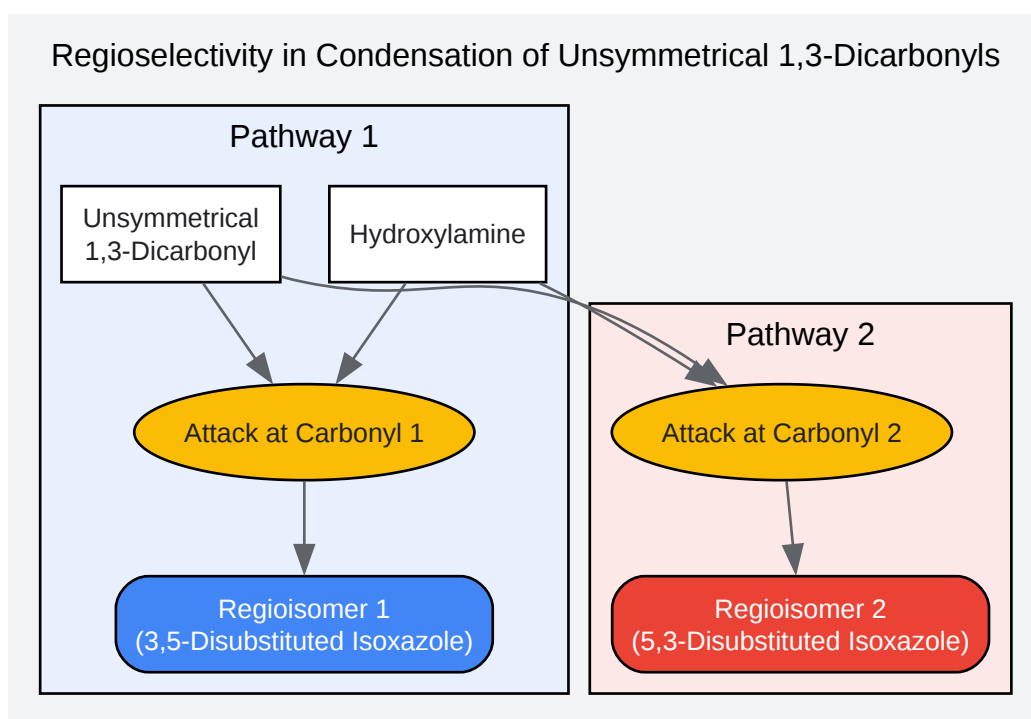 Regioselectivity in Condensation of Unsymmetrical 1,3-Dicarbonyls
Pathway 1
Unsymmetrical
1,3-Dicarbonyl
Hydroxylamine
Pathway 2
Attack at Carbonyl 1
Attack at Carbonyl 2
Regioisomer 1
(3,5-Disubstituted Isoxazole)
Regioisomer 2
(5,3-Disubstituted Isoxazole)